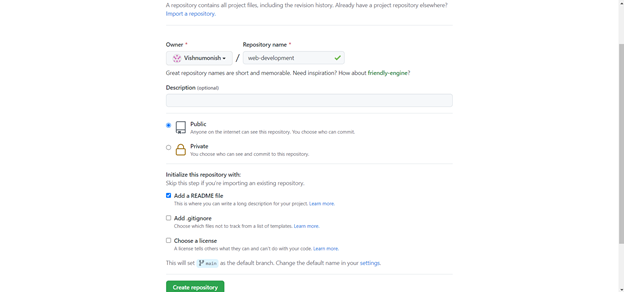 A repository contains all project files, including the revision history. Already have a project repository elsewhere?
Import a repository.
Owner * Repository name *
Vishnumonish / web-development
Great repository names are short and memorable. Need inspiration? How about friendly-engine?
Description (optional)
Public
Anyone on the internet can see this repository. You choose who can commit.
Private
You choose who can see and commit to this repository.
Initialize this repository with:
Skip this step if you're importing an existing repository.
Add a README file
This is where you can write a long description for your project. Learn more.
Add .gitignore
Choose which files not to track from a list of templates. Learn more.
Choose a license
A license tells others what they can and can't do with your code. Learn more.
This will set main as the default branch. Change the default name in your settings.
Create repository